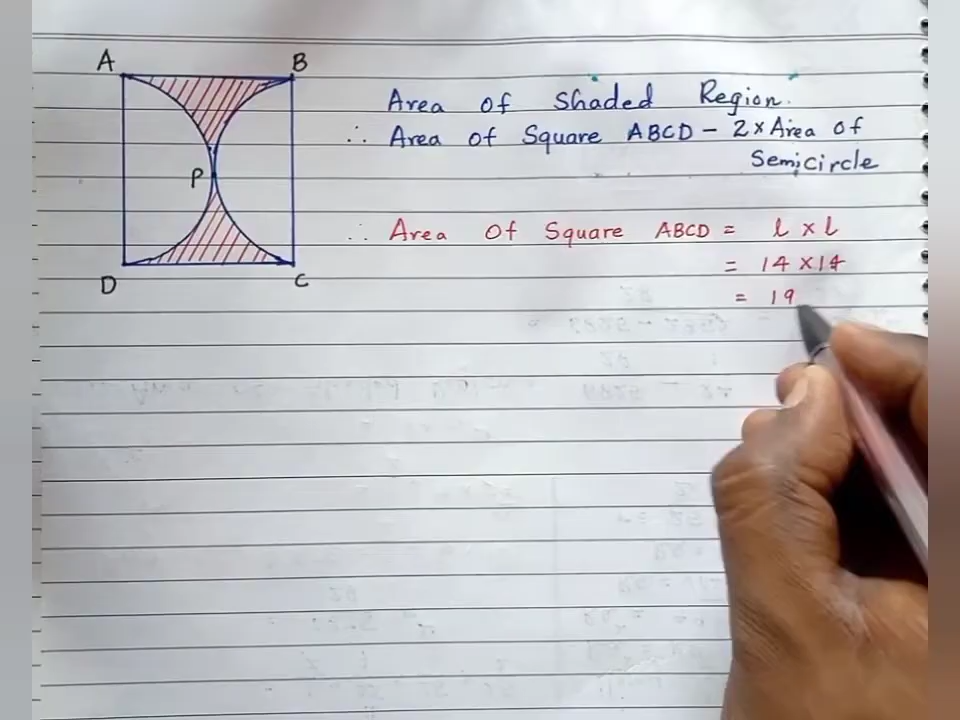 A B
Area of Shaded Region.
∴ Area of Square ABCD - 2 × Area of
Semicircle
P
∴ Area Of Square ABCD = l × l
= 14 × 14
D C
= 19